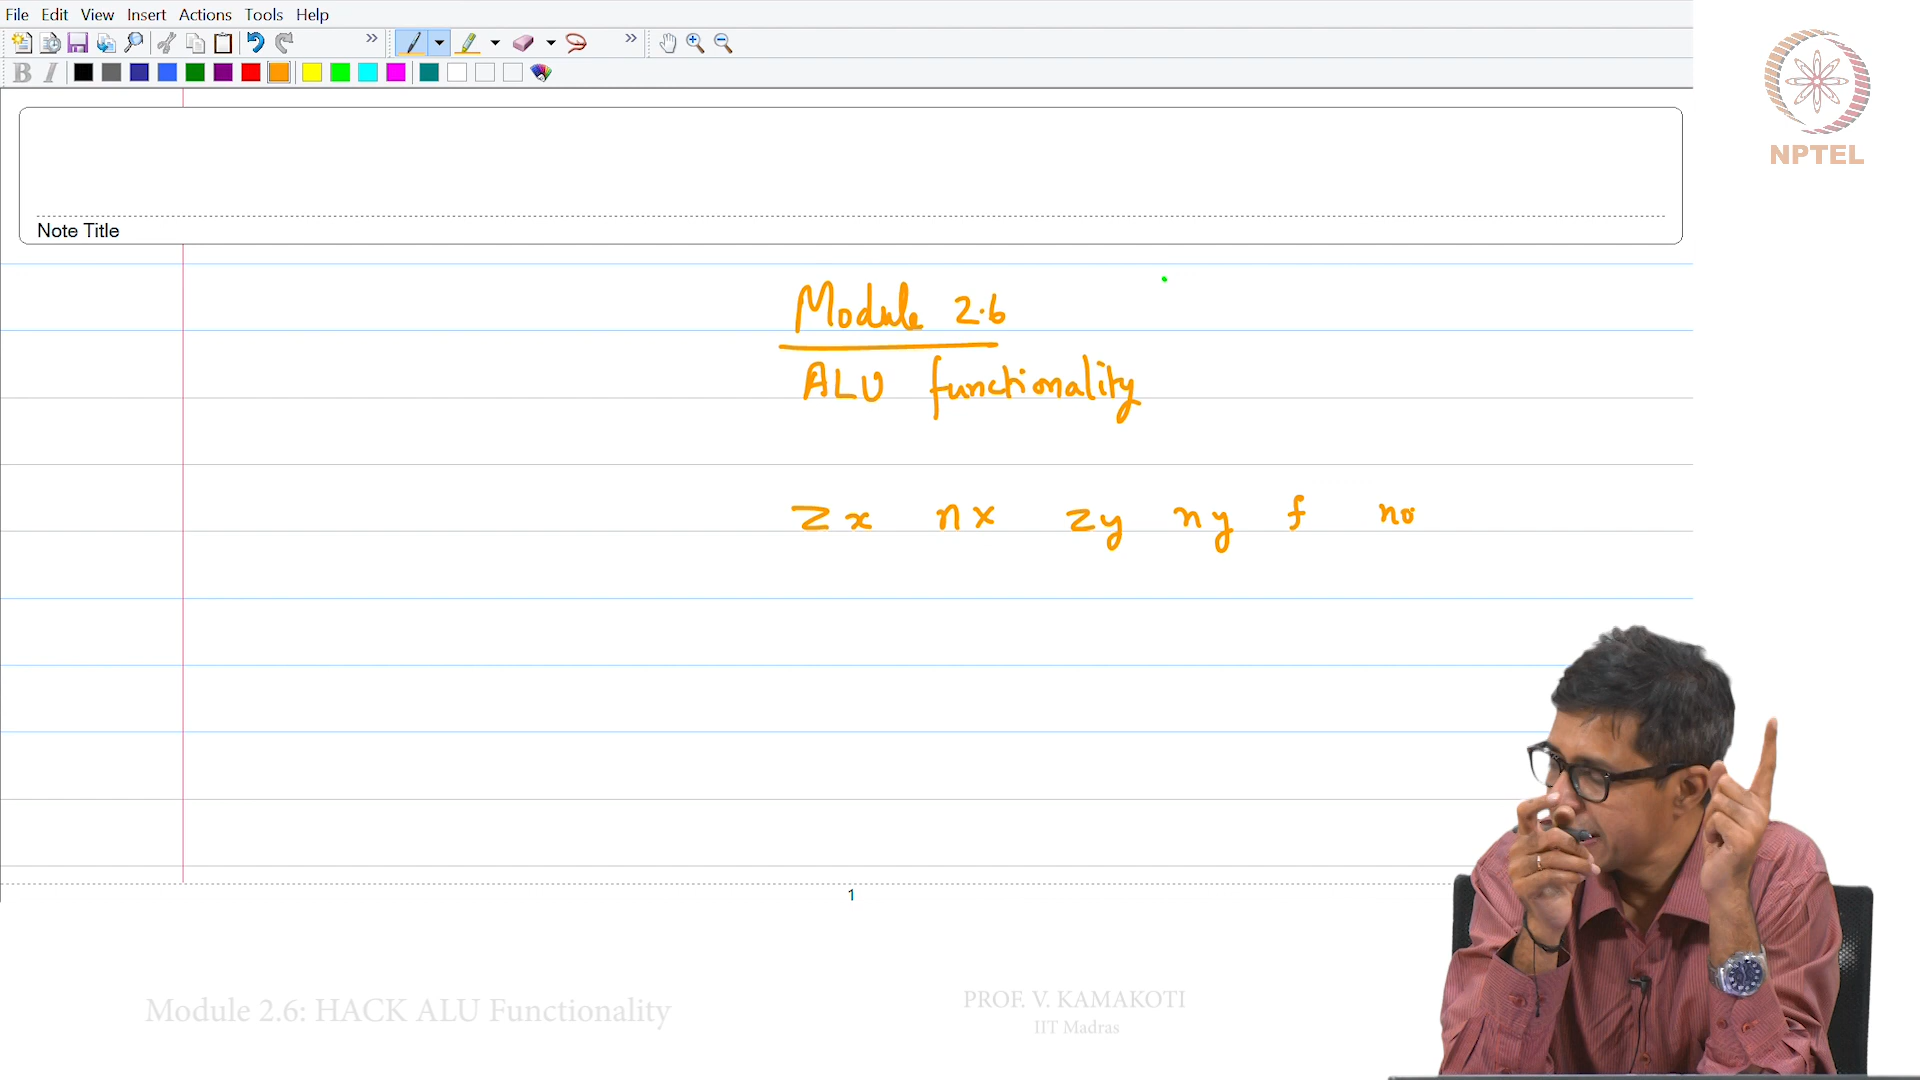 File Edit View Insert Actions Tools Help
B I
NPTEL
Note Title
Module 2.6
ALU functionality
zx nx zy ny f no
1
Module 2.6: HACK ALU Functionality
PROF. V. KAMAKOTI
IIT Madras